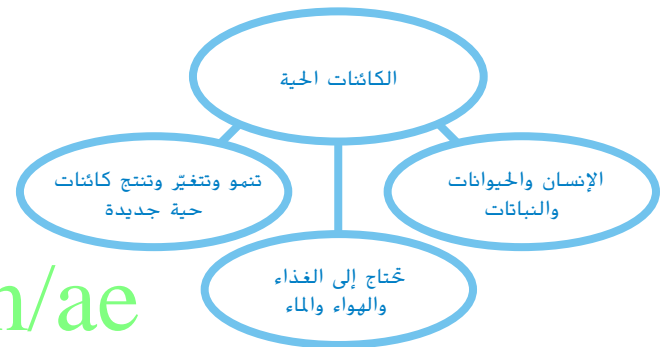 الكائنات الحية
الإنسان والحيوانات
والنباتات
تنمو وتتغيّر وتنتج كائنات
حية جديدة
تحتاج إلى الغذاء
والهواء والماء
n/ae